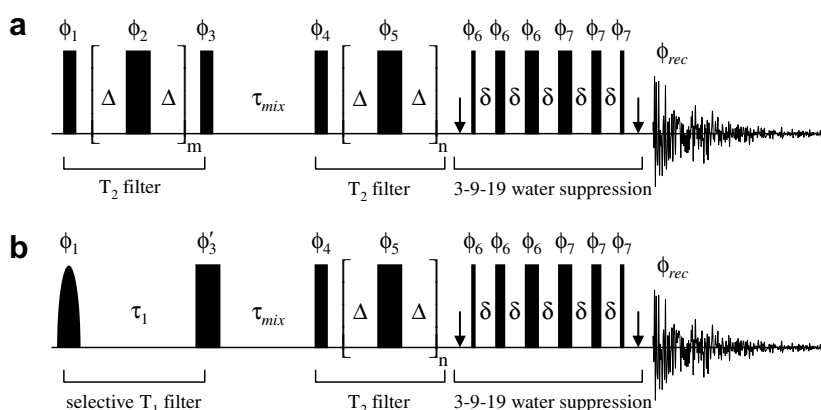 a
ϕ1 ϕ2 ϕ3 ϕ4 ϕ5 ϕ6 ϕ6 ϕ6 ϕ7 ϕ7 ϕ7
ϕrec
Δ Δ τmix Δ Δ δ δ δ δ δ
m n
T2 filter T2 filter 3-9-19 water suppression
b
ϕ1 ϕ3′ ϕ4 ϕ5 ϕ6 ϕ6 ϕ6 ϕ7 ϕ7 ϕ7
ϕrec
τ1 τmix Δ Δ δ δ δ δ δ
n
selective T1 filter T2 filter 3-9-19 water suppression